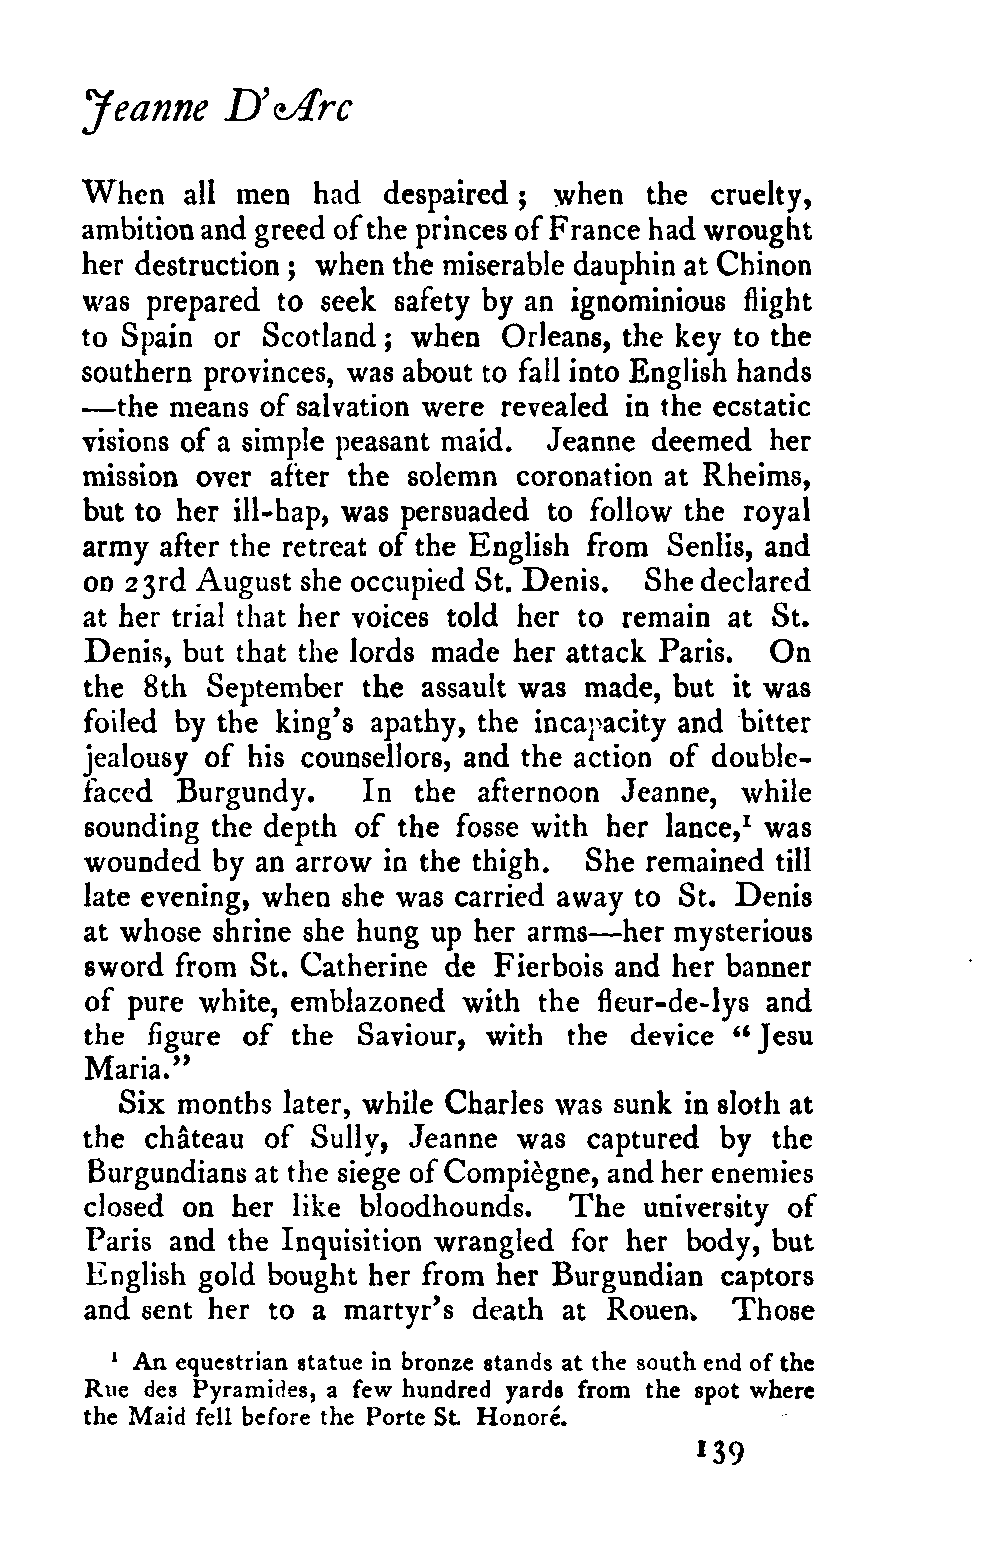 Jeanne D'Arc
When all men had despaired ; when the cruelty,
ambition and greed of the princes of France had wrought
her destruction ; when the miserable dauphin at Chinon
was prepared to seek safety by an ignominious flight
to Spain or Scotland ; when Orleans, the key to the
southern provinces, was about to fall into English hands
—the means of salvation were revealed in the ecstatic
visions of a simple peasant maid. Jeanne deemed her
mission over after the solemn coronation at Rheims,
but to her ill-hap, was persuaded to follow the royal
army after the retreat of the English from Senlis, and
on 23rd August she occupied St. Denis. She declared
at her trial that her voices told her to remain at St.
Denis, but that the lords made her attack Paris. On
the 8th September the assault was made, but it was
foiled by the king's apathy, the incapacity and bitter
jealousy of his counsellors, and the action of double-
faced Burgundy. In the afternoon Jeanne, while
sounding the depth of the fosse with her lance,¹ was
wounded by an arrow in the thigh. She remained till
late evening, when she was carried away to St. Denis
at whose shrine she hung up her arms—her mysterious
sword from St. Catherine de Fierbois and her banner
of pure white, emblazoned with the fleur-de-lys and
the figure of the Saviour, with the device “ Jesu
Maria.”
Six months later, while Charles was sunk in sloth at
the château of Sully, Jeanne was captured by the
Burgundians at the siege of Compiègne, and her enemies
closed on her like bloodhounds. The university of
Paris and the Inquisition wrangled for her body, but
English gold bought her from her Burgundian captors
and sent her to a martyr's death at Rouen. Those
¹ An equestrian statue in bronze stands at the south end of the
Rue des Pyramides, a few hundred yards from the spot where
the Maid fell before the Porte St. Honoré.
139